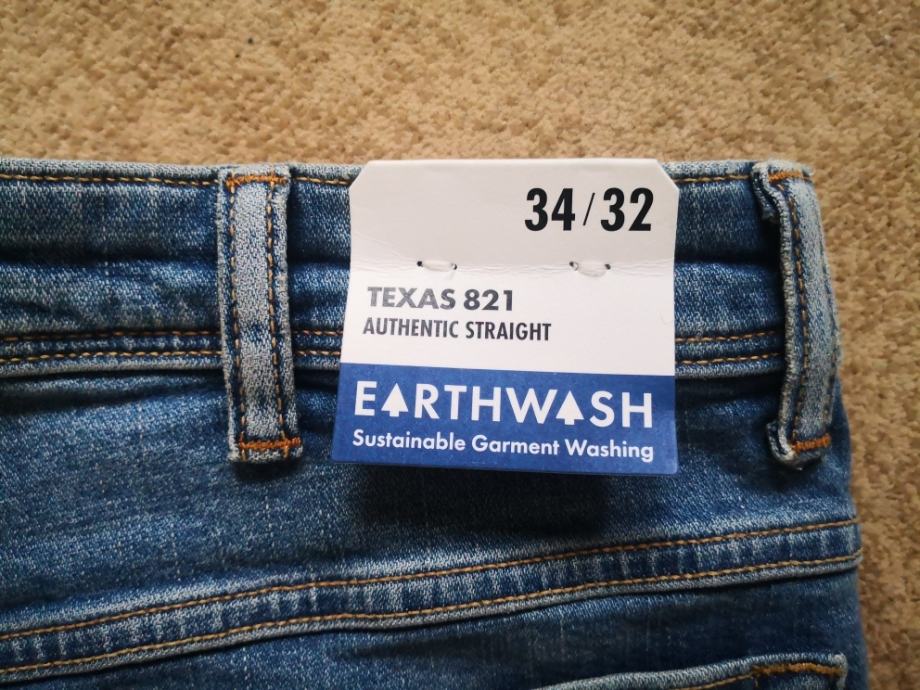 34/32
TEXAS 821
AUTHENTIC STRAIGHT
EARTHWASH
Sustainable Garment Washing